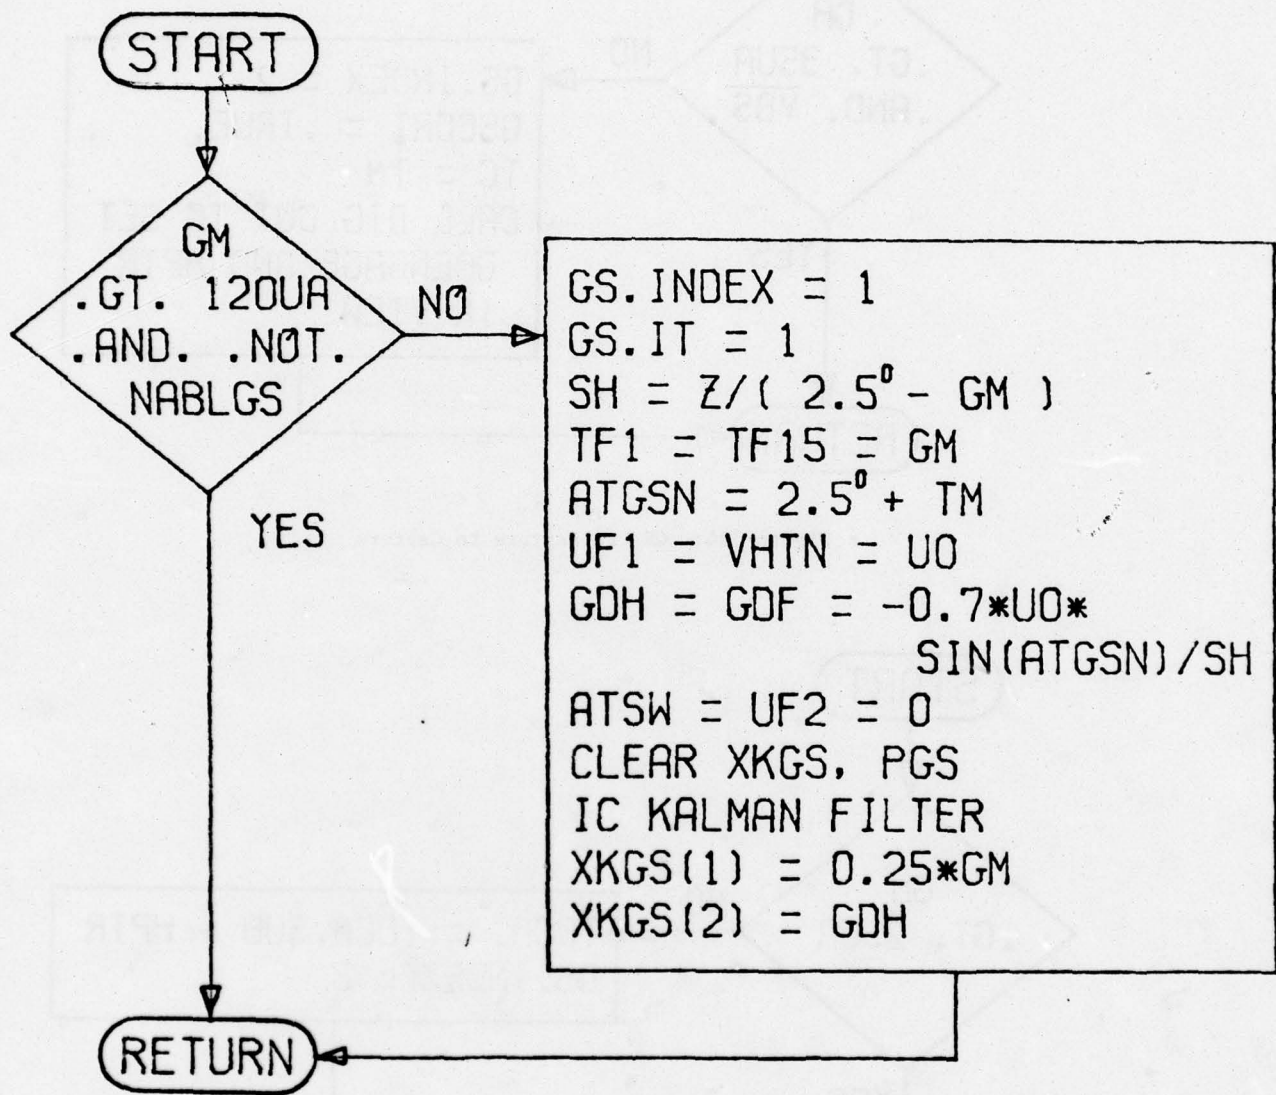 START
GM
.GT. 120UA
.AND. .NOT.
NABLGS
NO
YES
GS.INDEX = 1
GS.IT = 1
SH = Z/( 2.5° - GM )
TF1 = TF15 = GM
ATGSN = 2.5° + TM
UF1 = VHTN = U0
GDH = GDF = -0.7*U0*
SIN(ATGSN)/SH
ATSW = UF2 = 0
CLEAR XKGS, PGS
IC KALMAN FILTER
XKGS(1) = 0.25*GM
XKGS(2) = GDH
RETURN